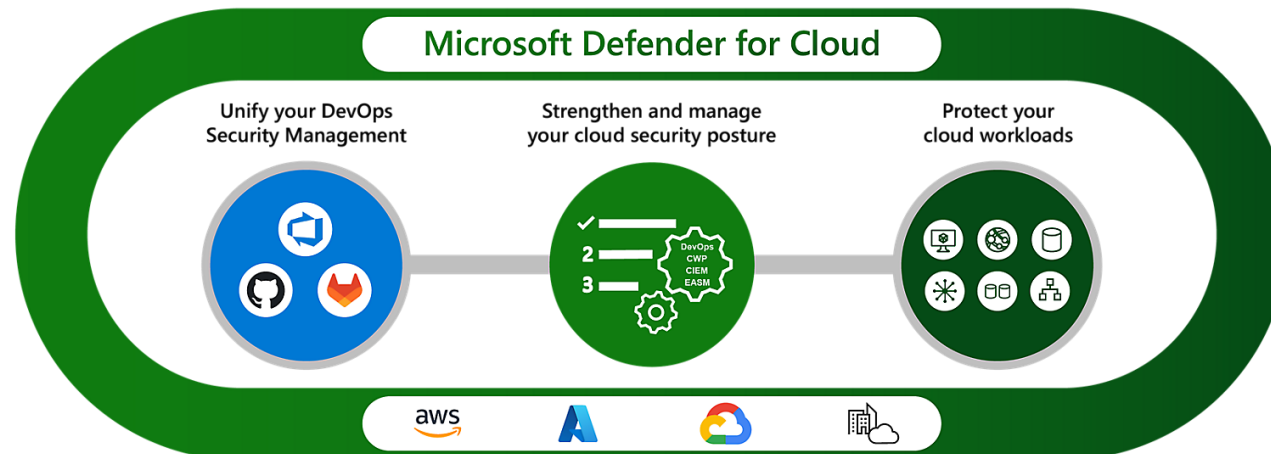 Microsoft Defender for Cloud
Unify your DevOps
Security Management
Strengthen and manage
your cloud security posture
Protect your
cloud workloads
2
3
DevOps
CWP
CIEM
EASM
aws